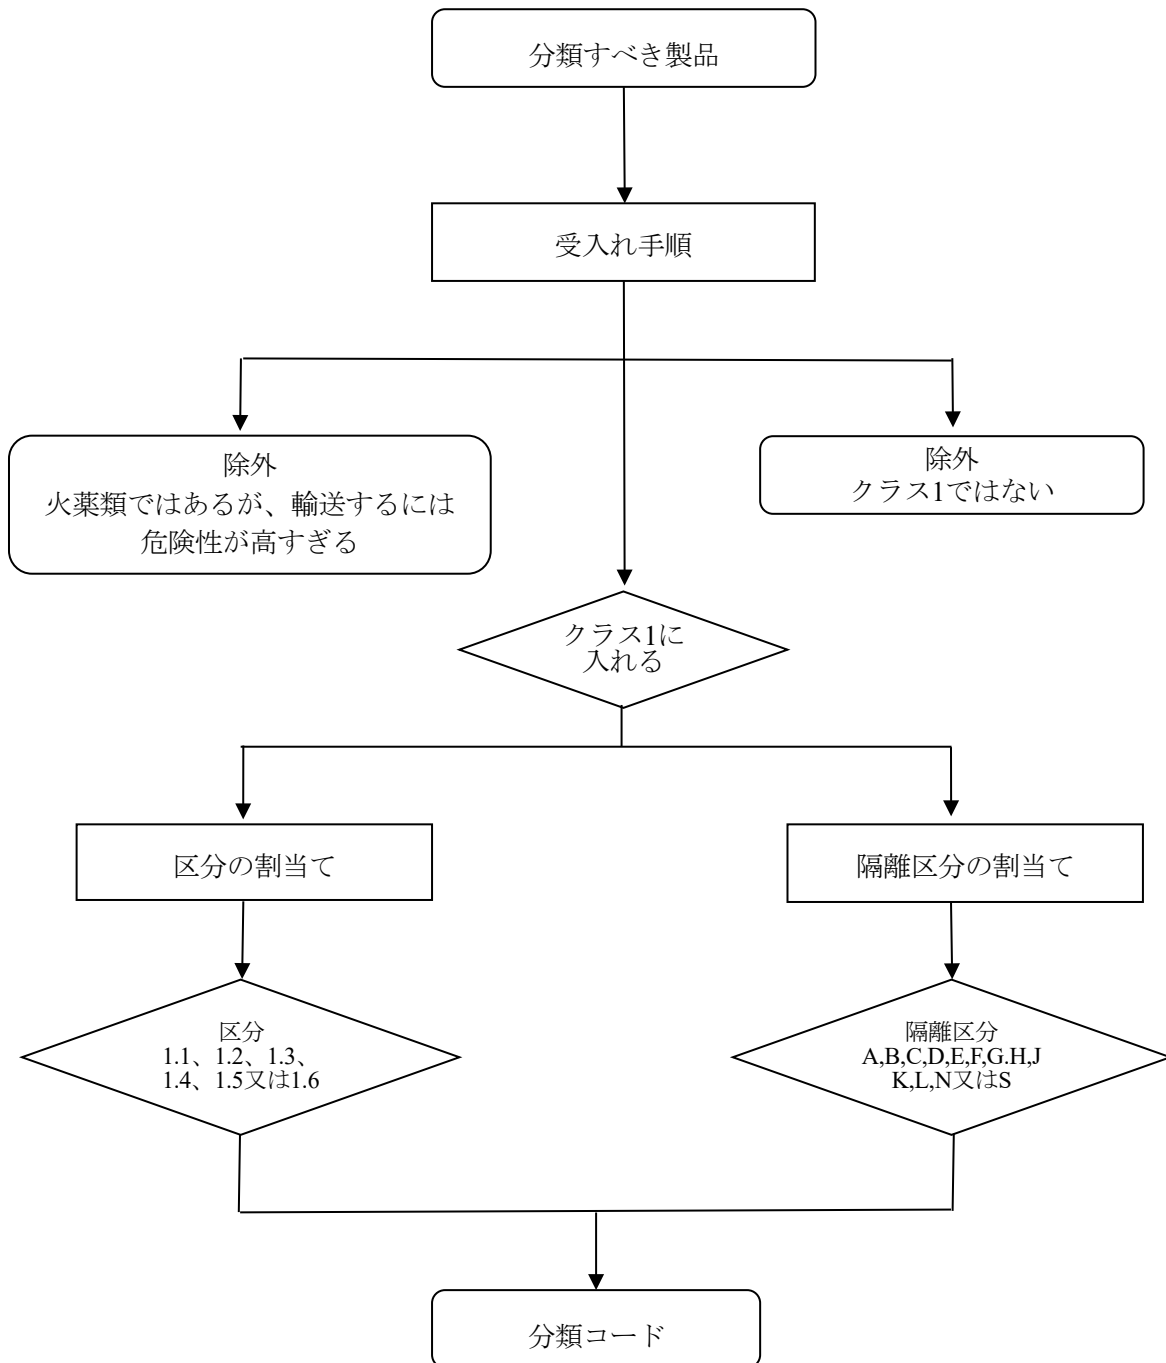 分類すべき製品
受入れ手順
除外
火薬類ではあるが、輸送するには
危険性が高すぎる
除外
クラス1ではない
クラス1に
入れる
区分の割当て
隔離区分の割当て
区分
1.1、1.2、1.3、
1.4、1.5又は1.6
隔離区分
A,B,C,D,E,F,G.H,J
K,L,N又はS
分類コード